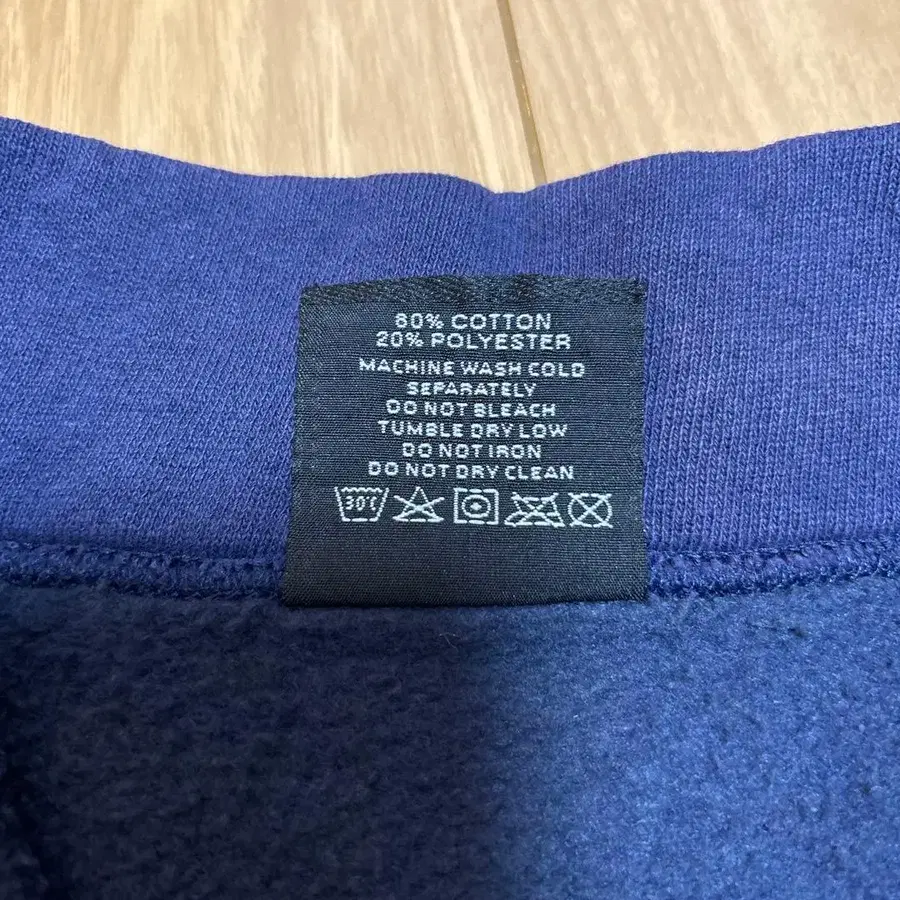 80% COTTON
20% POLYESTER
MACHINE WASH COLD
SEPARATELY
DO NOT BLEACH
TUMBLE DRY LOW
DO NOT IRON
DO NOT DRY CLEAN
30°C